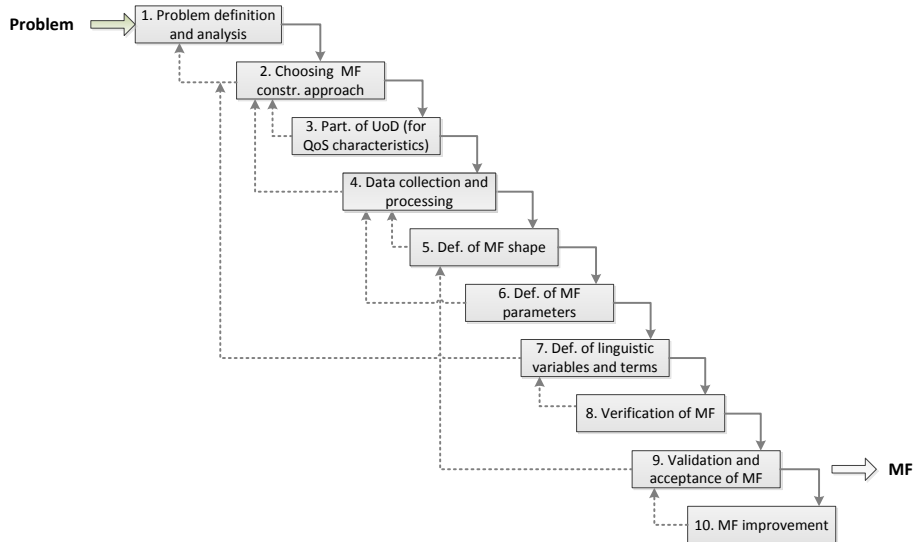 Problem
1. Problem definition
and analysis
2. Choosing MF
constr. approach
3. Part. of UoD (for
QoS characteristics)
4. Data collection and
processing
5. Def. of MF shape
6. Def. of MF
parameters
7. Def. of linguistic
variables and terms
8. Verification of MF
9. Validation and
acceptance of MF
MF
10. MF improvement